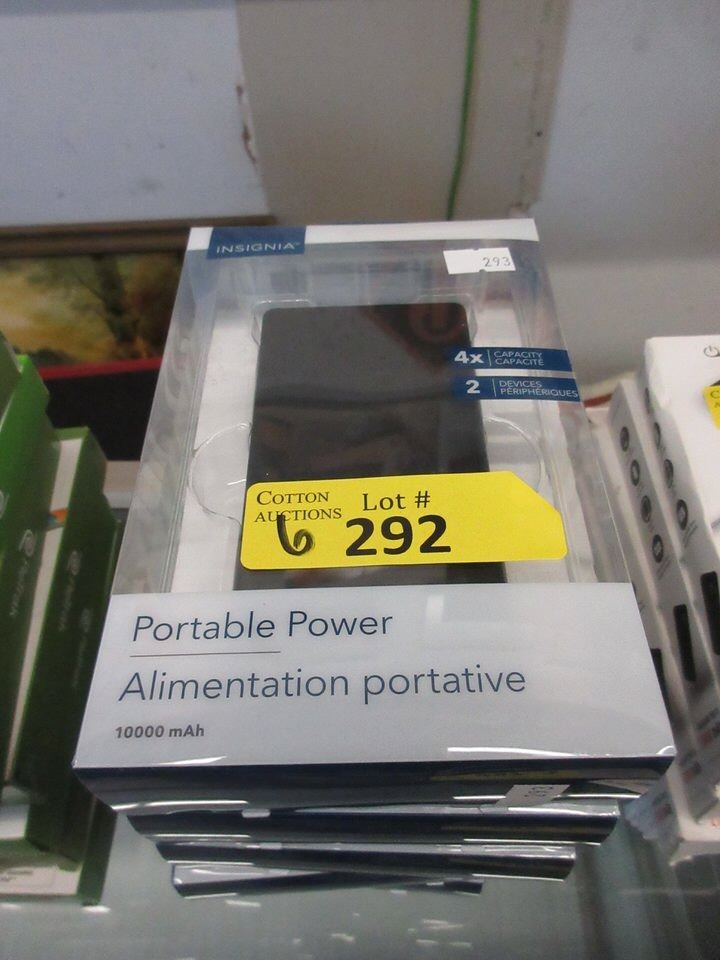 INSIGNIA
293
4x CAPACITY
CAPACITÉ
2 DEVICES
PÉRIPHÉRIQUES
COTTON
AUCTIONS
Lot #
6 292
Portable Power
Alimentation portative
10000 mAh